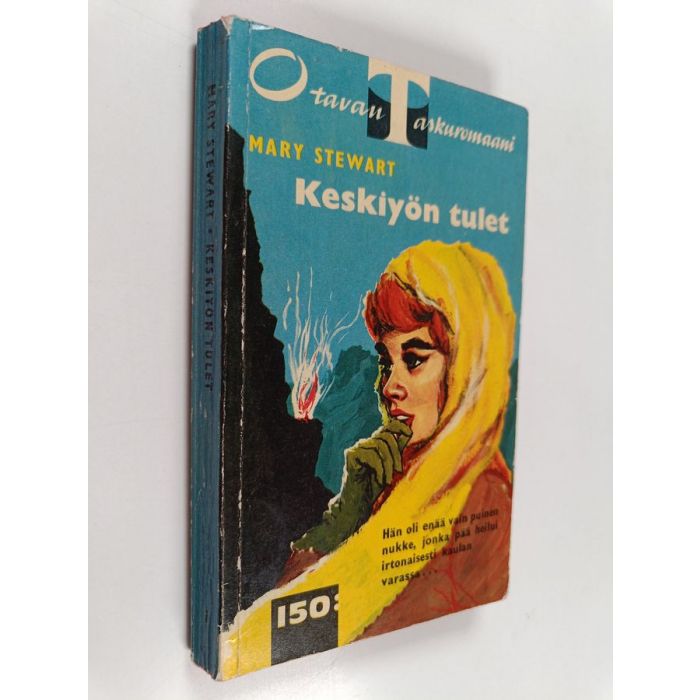 Otavan Taskuromaani
MARY STEWART
Keskiyön tulet
Hän oli enää vain puinen
nukke, jonka pää heilui
irtonaisesti kaulan
varassa...
150:
MARY STEWART • KESKIYÖN TULET